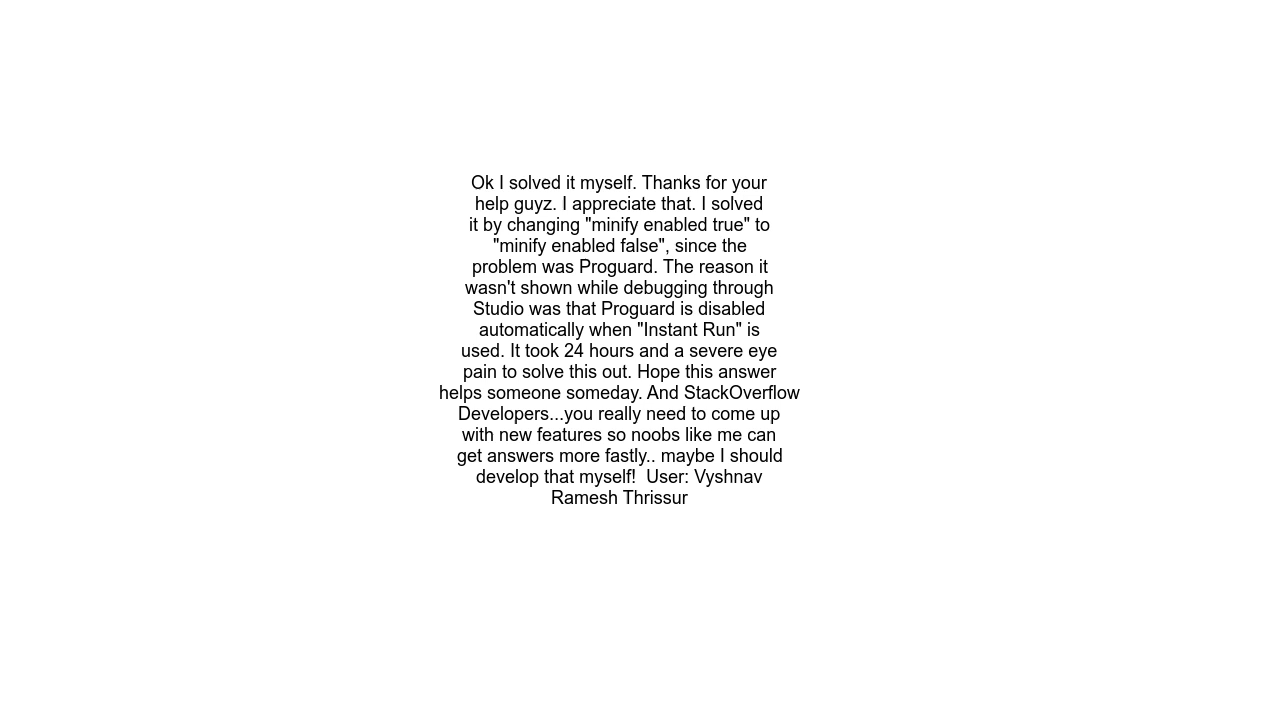 Ok I solved it myself. Thanks for your
help guyz. I appreciate that. I solved
it by changing "minify enabled true" to
"minify enabled false", since the
problem was Proguard. The reason it
wasn't shown while debugging through
Studio was that Proguard is disabled
automatically when "Instant Run" is
used. It took 24 hours and a severe eye
pain to solve this out. Hope this answer
helps someone someday. And StackOverflow
Developers...you really need to come up
with new features so noobs like me can
get answers more fastly.. maybe I should
develop that myself!  User: Vyshnav
Ramesh Thrissur